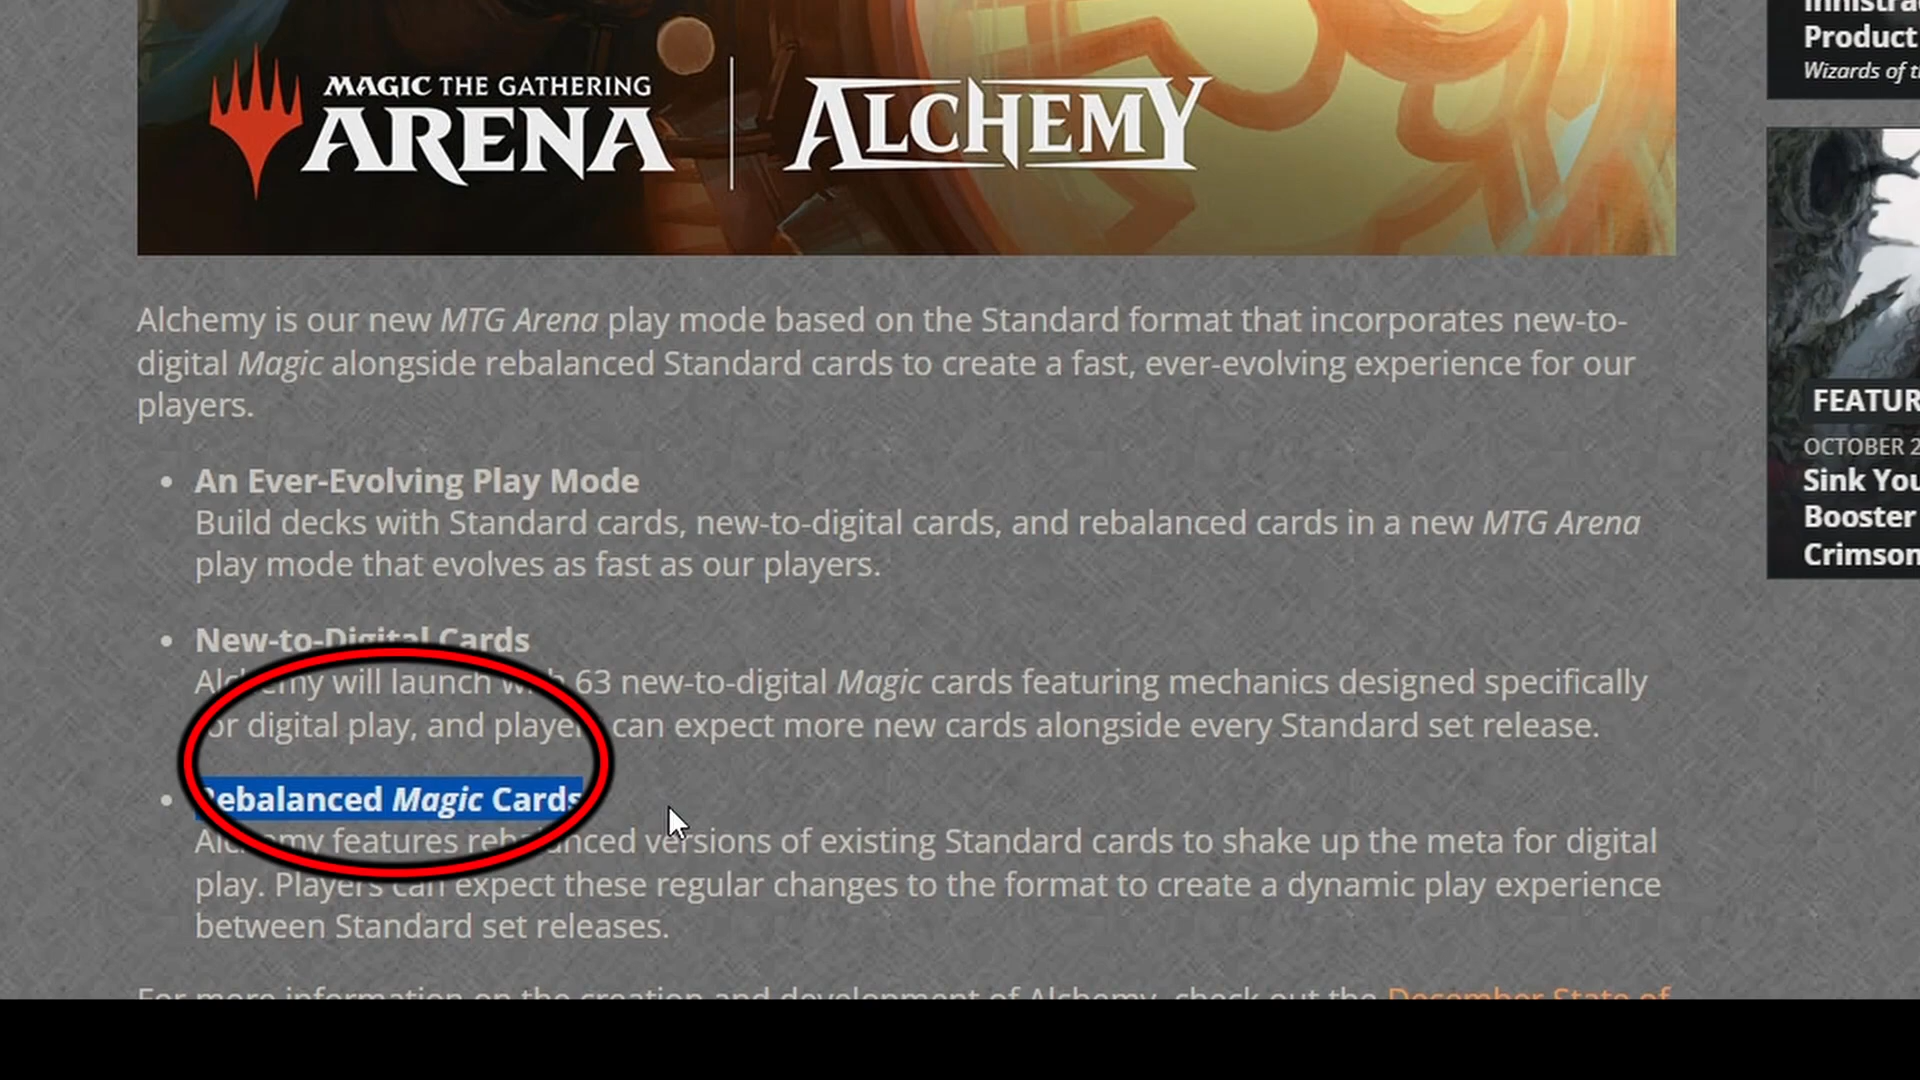 MAGIC THE GATHERING
ARENA
ALCHEMY
Alchemy is our new MTG Arena play mode based on the Standard format that incorporates new-to-
digital Magic alongside rebalanced Standard cards to create a fast, ever-evolving experience for our
players.
• An Ever-Evolving Play Mode
Build decks with Standard cards, new-to-digital cards, and rebalanced cards in a new MTG Arena
play mode that evolves as fast as our players.
• New-to-Digital Cards
Alchemy will launch with 63 new-to-digital Magic cards featuring mechanics designed specifically
for digital play, and players can expect more new cards alongside every Standard set release.
• Rebalanced Magic Cards
Alchemy features rebalanced versions of existing Standard cards to shake up the meta for digital
play. Players can expect these regular changes to the format to create a dynamic play experience
between Standard set releases.
For more information on the creation and development of Alchemy, check out the December State of
Product
Wizards of
FEATUR
OCTOBER 2
Sink You
Booster
Crimson